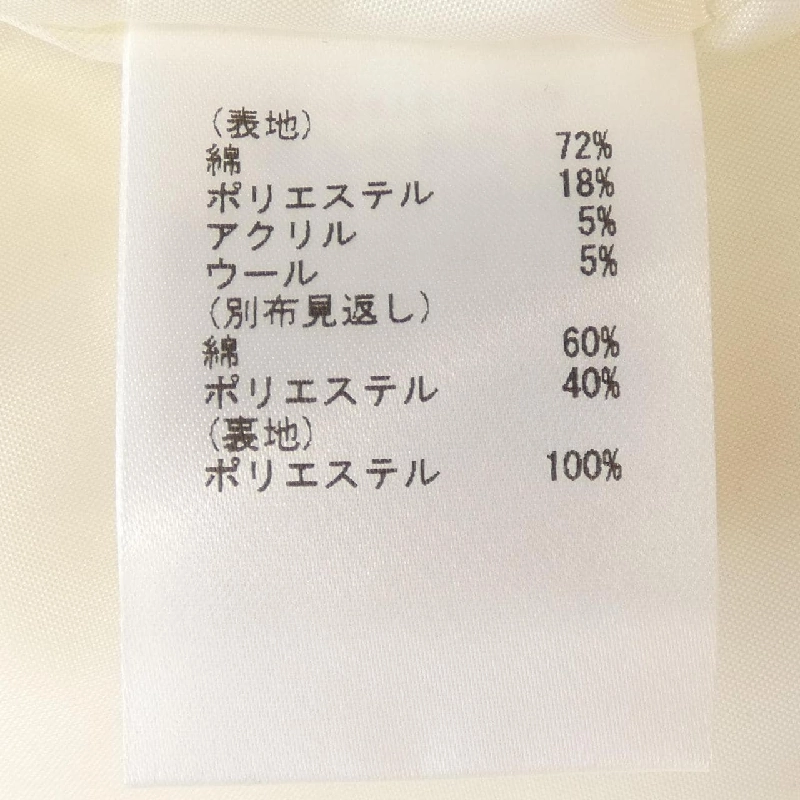 (表地)
綿 72%
ポリエステル 18%
アクリル 5%
ウール 5%
(別布見返し)
綿 60%
ポリエステル 40%
(裏地)
ポリエステル 100%